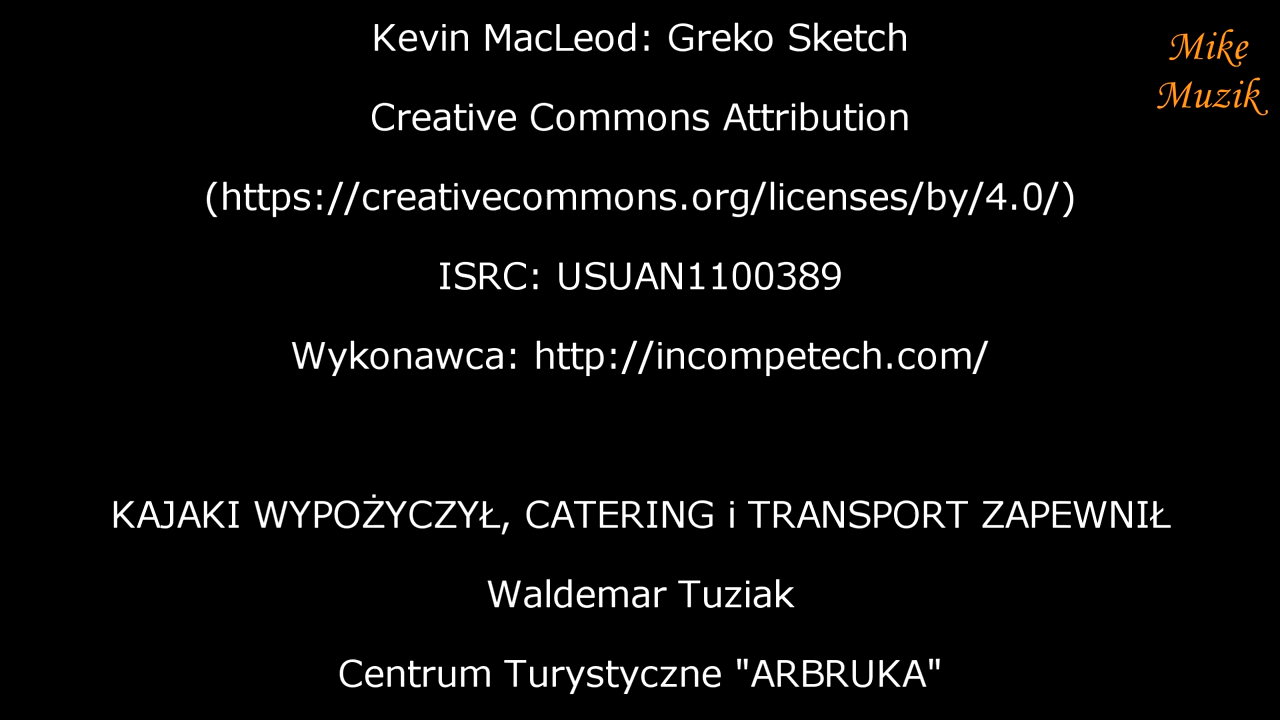 Kevin MacLeod: Greko Sketch
Mike
Muzik
Creative Commons Attribution
(https://creativecommons.org/licenses/by/4.0/)
ISRC: USUAN1100389
Wykonawca: http://incompetech.com/
KAJAKI WYPOŻYCZYŁ, CATERING i TRANSPORT ZAPEWNIŁ
Waldemar Tuziak
Centrum Turystyczne "ARBRUKA"